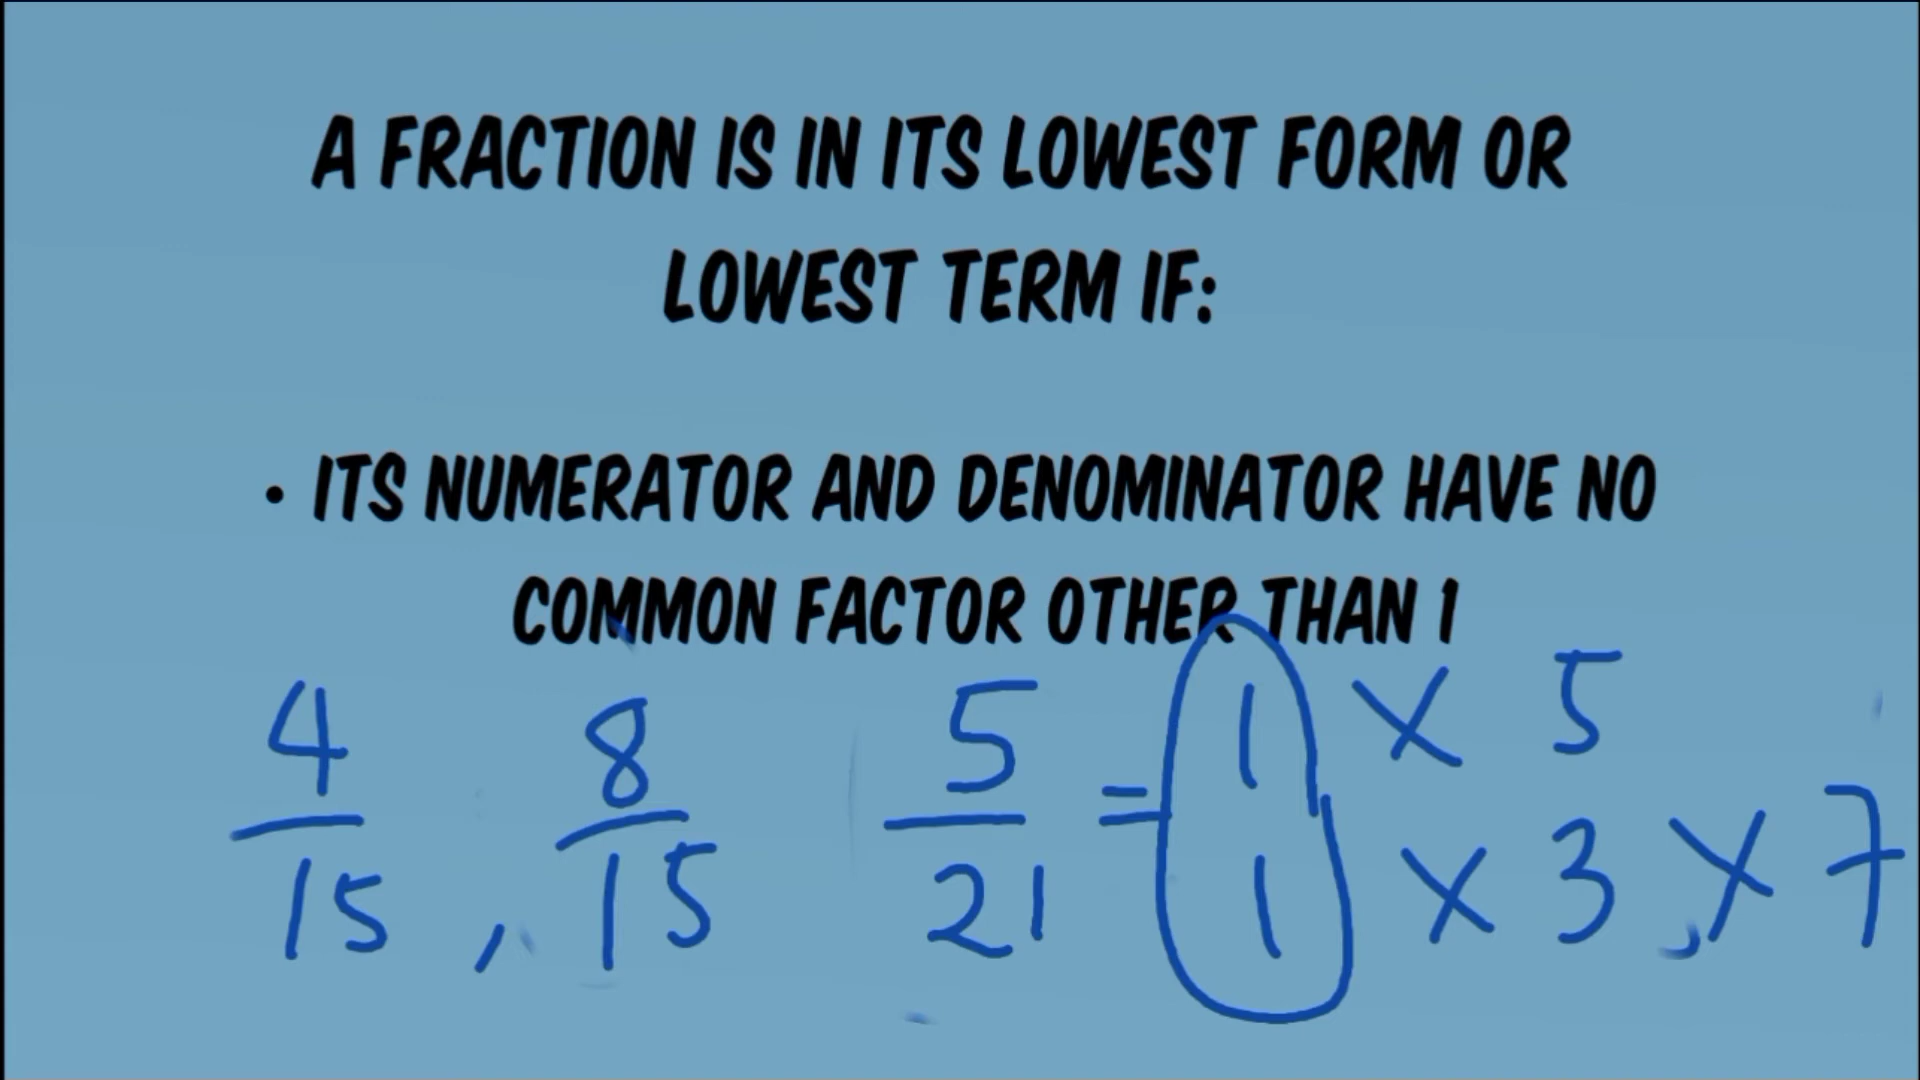 A FRACTION IS IN ITS LOWEST FORM OR
LOWEST TERM IF:
• ITS NUMERATOR AND DENOMINATOR HAVE NO
COMMON FACTOR OTHER THAN 1
4 8 5 1 × 5
15 , 15 21 = 1 × 3 × 7